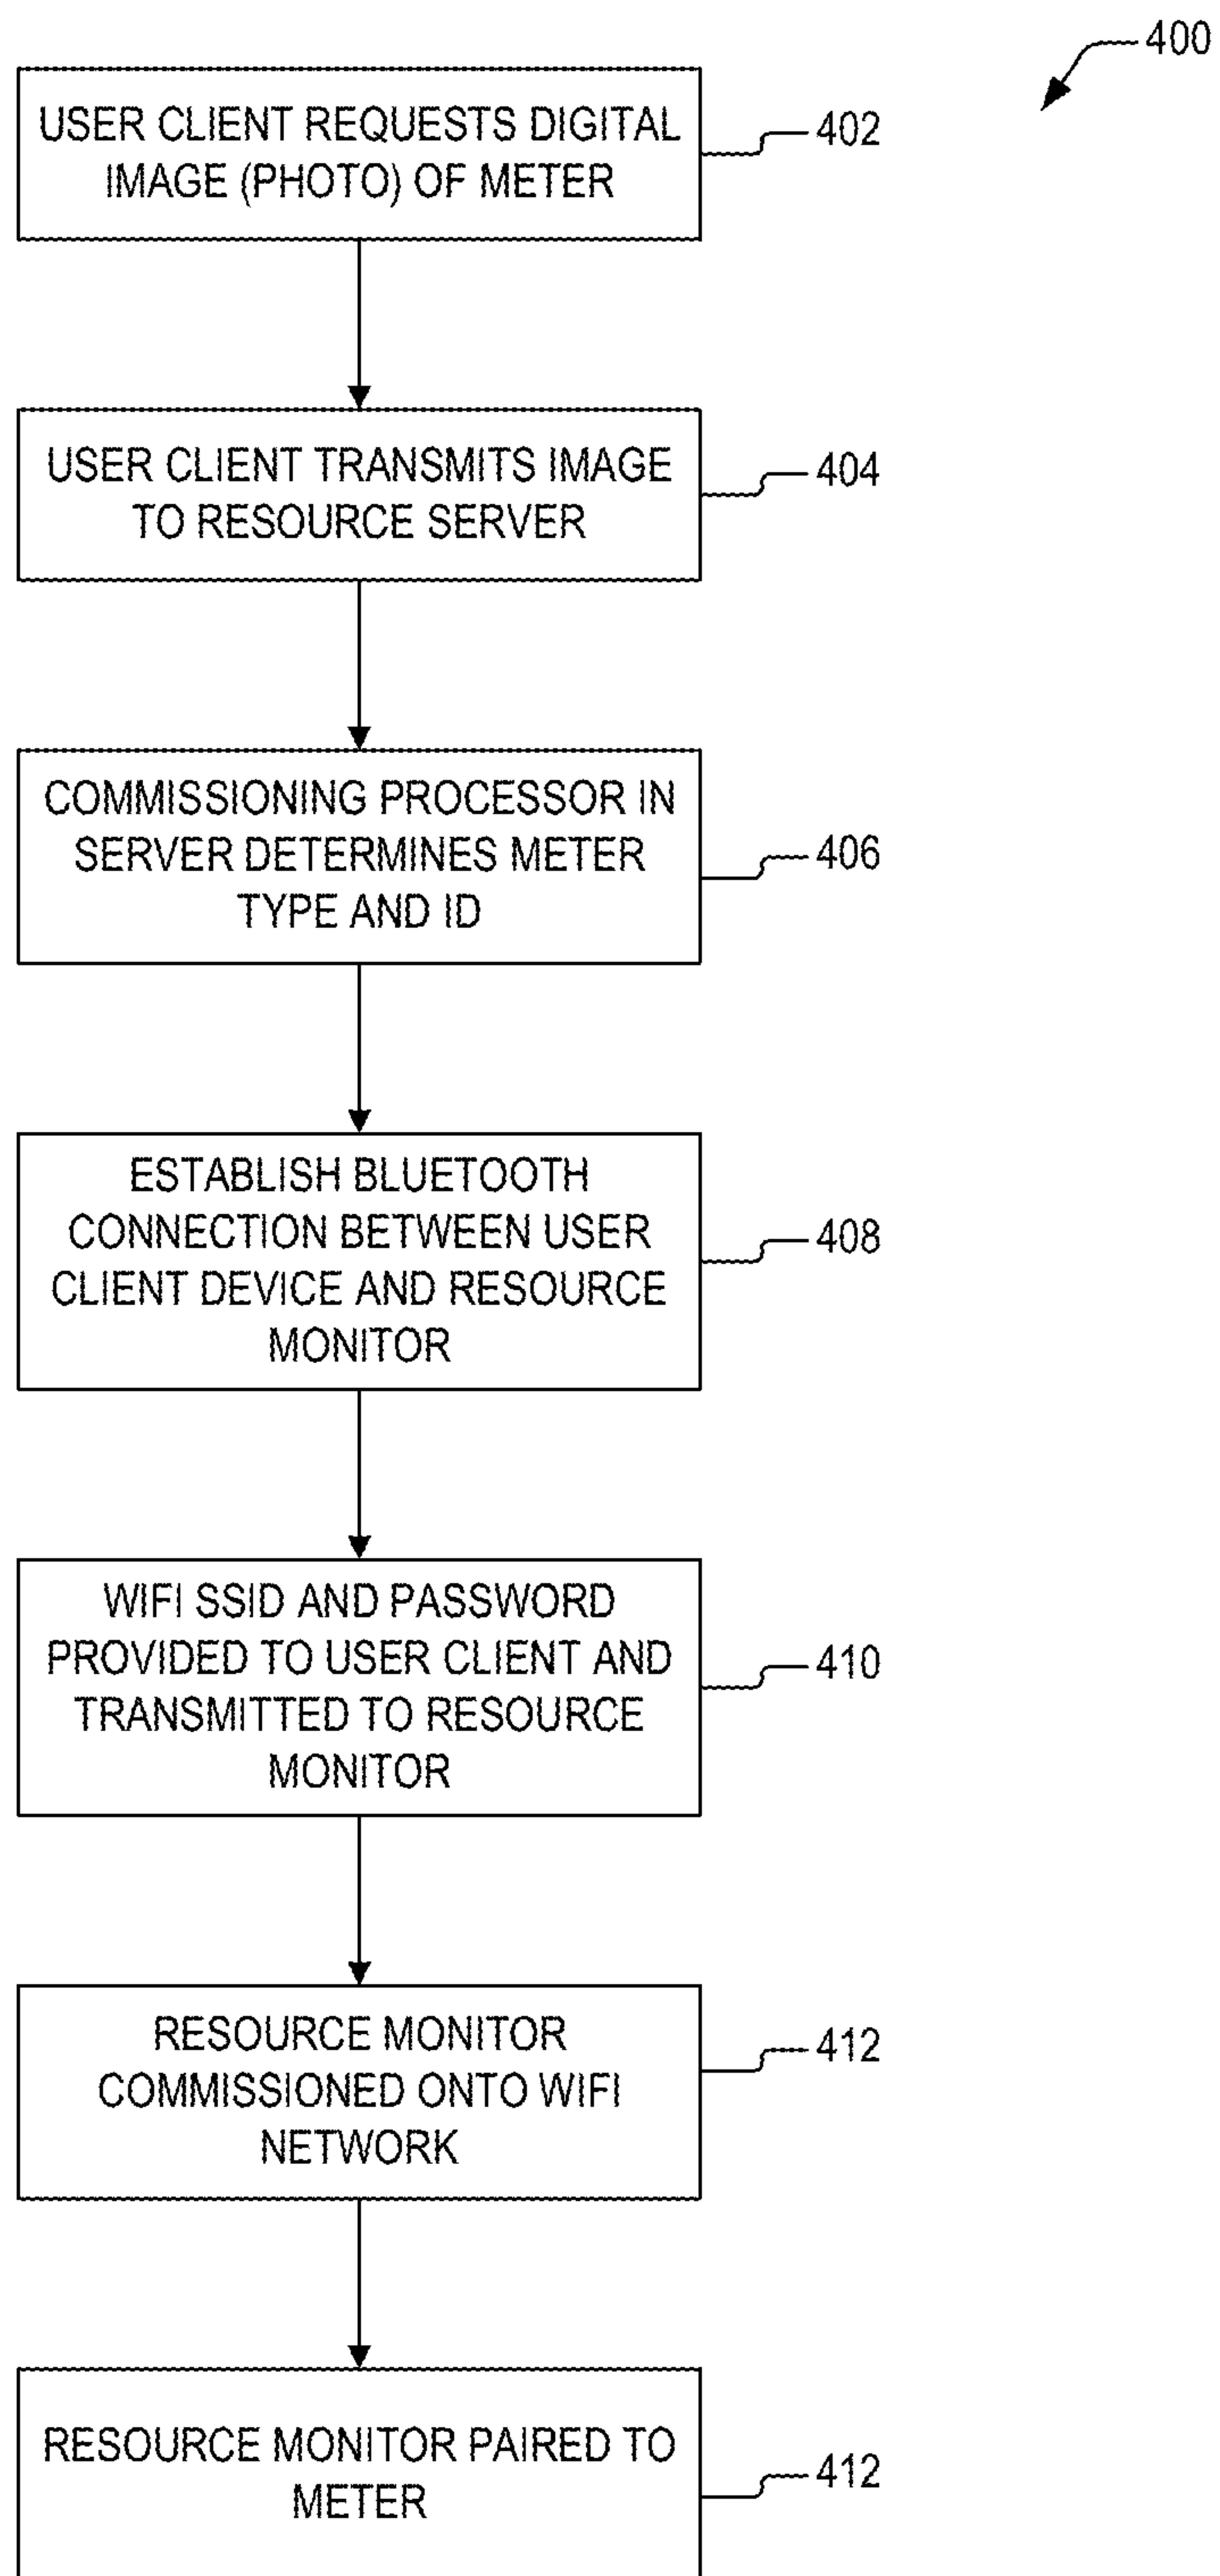 400
USER CLIENT REQUESTS DIGITAL
IMAGE (PHOTO) OF METER
402
USER CLIENT TRANSMITS IMAGE
TO RESOURCE SERVER
404
COMMISSIONING PROCESSOR IN
SERVER DETERMINES METER
TYPE AND ID
406
ESTABLISH BLUETOOTH
CONNECTION BETWEEN USER
CLIENT DEVICE AND RESOURCE
MONITOR
408
WIFI SSID AND PASSWORD
PROVIDED TO USER CLIENT AND
TRANSMITTED TO RESOURCE
MONITOR
410
RESOURCE MONITOR
COMMISSIONED ONTO WIFI
NETWORK
412
RESOURCE MONITOR PAIRED TO
METER
412